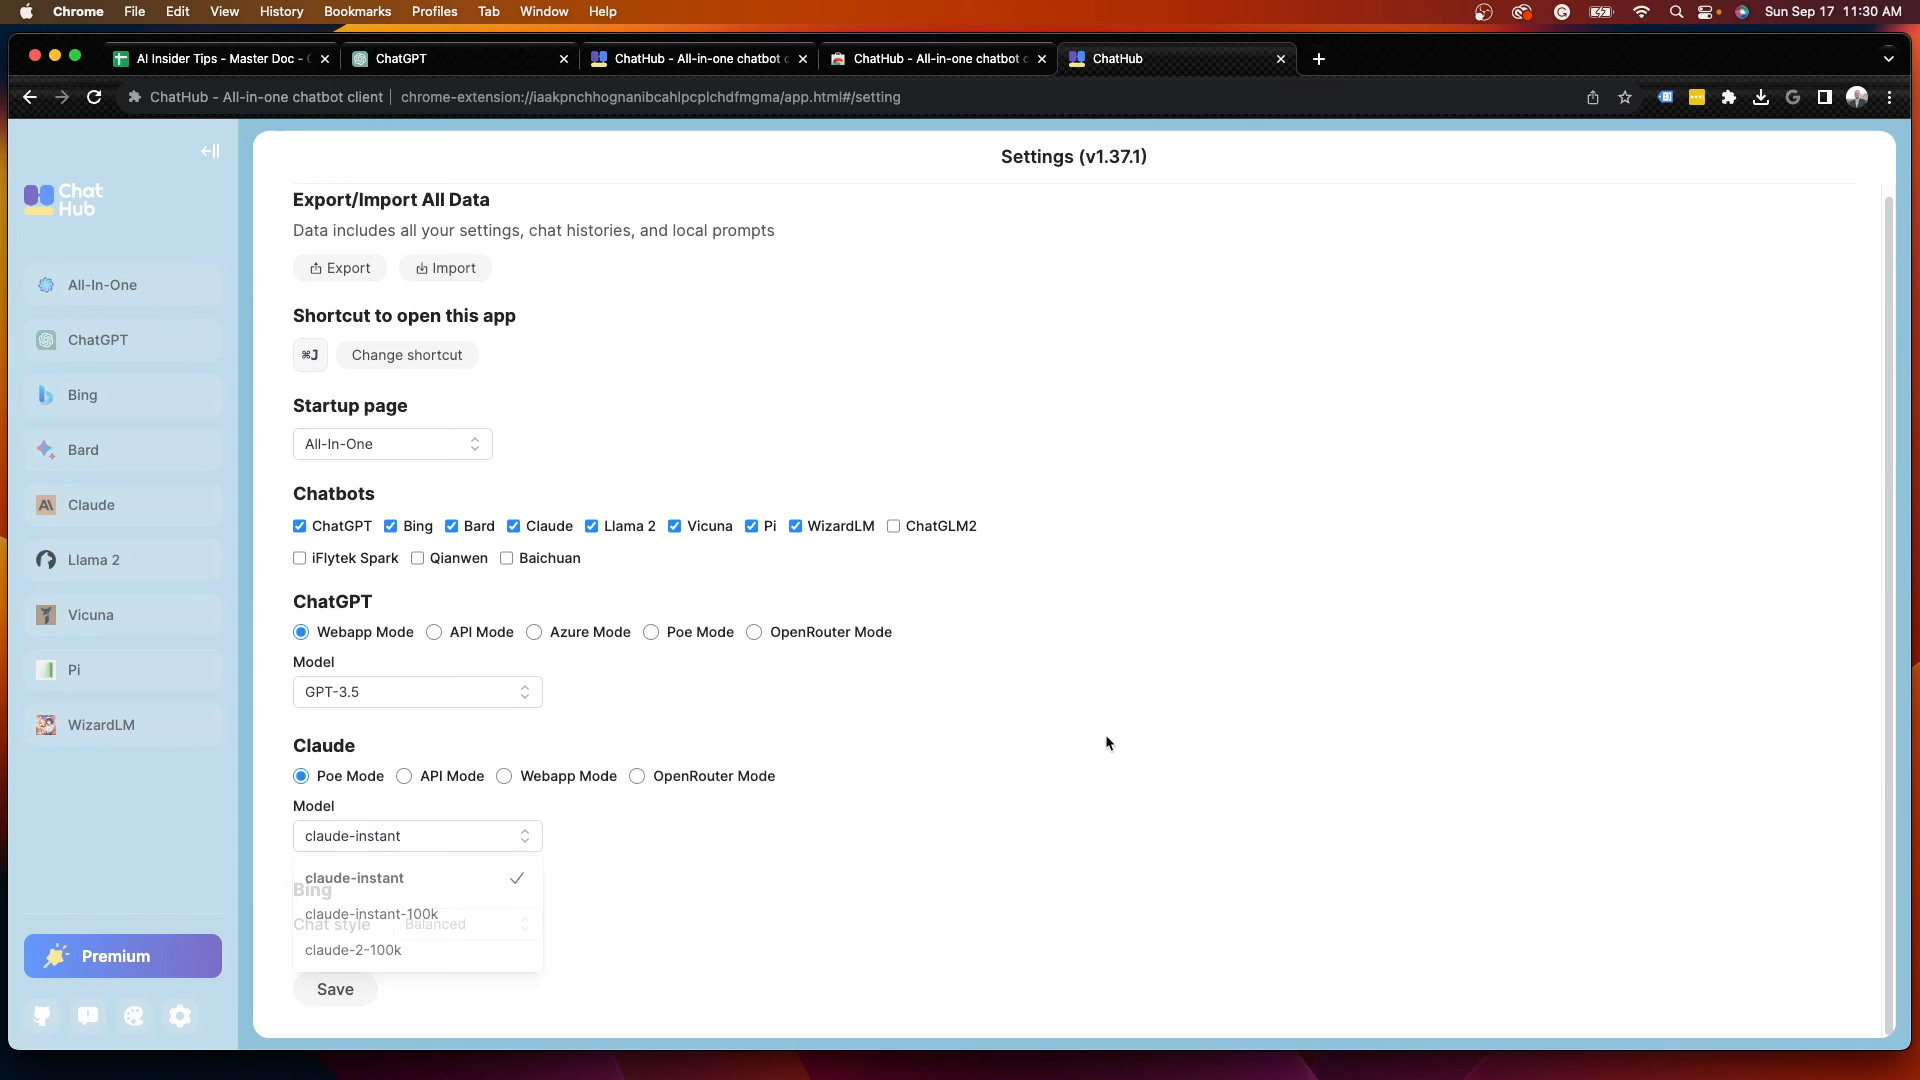 Chrome File Edit View History Bookmarks Profiles Tab Window Help Sun Sep 17 11:30 AM
AI Insider Tips - Master Doc - ChatGPT ChatHub - All-in-one chatbot ChatHub - All-in-one chatbot ChatHub
ChatHub - All-in-one chatbot client chrome-extension://iaakpnchhognanibcahlpcplchdfmgma/app.html#/setting
Chat
Hub
All-In-One
ChatGPT
Bing
Bard
Claude
Llama 2
Vicuna
Pi
WizardLM
Premium
Settings (v1.37.1)
Export/Import All Data
Data includes all your settings, chat histories, and local prompts
Export Import
Shortcut to open this app
⌘J Change shortcut
Startup page
All-In-One
Chatbots
ChatGPT Bing Bard Claude Llama 2 Vicuna Pi WizardLM ChatGLM2
iFlytek Spark Qianwen Baichuan
ChatGPT
Webapp Mode API Mode Azure Mode Poe Mode OpenRouter Mode
Model
GPT-3.5
Claude
Poe Mode API Mode Webapp Mode OpenRouter Mode
Model
claude-instant
claude-instant
Bing
claude-instant-100k
Chat style Balanced
claude-2-100k
Save